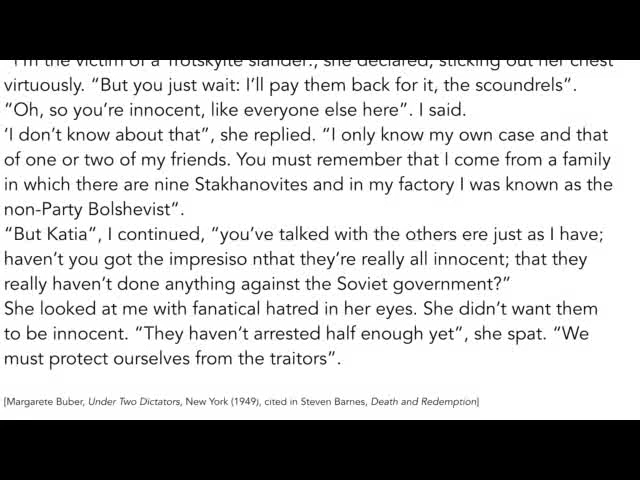 "I'm the victim of a Trotskyite slander!, she declared, sticking out her chest
virtuously. “But you just wait: I’ll pay them back for it, the scoundrels”.
“Oh, so you’re innocent, like everyone else here”. I said.
‘I don’t know about that”, she replied. “I only know my own case and that
of one or two of my friends. You must remember that I come from a family
in which there are nine Stakhanovites and in my factory I was known as the
non-Party Bolshevist”.
“But Katia”, I continued, “you’ve talked with the others ere just as I have;
haven’t you got the impresiso nthat they’re really all innocent; that they
really haven’t done anything against the Soviet government?”
She looked at me with fanatical hatred in her eyes. She didn’t want them
to be innocent. “They haven’t arrested half enough yet”, she spat. “We
must protect ourselves from the traitors”.
[Margarete Buber, Under Two Dictators, New York (1949), cited in Steven Barnes, Death and Redemption]